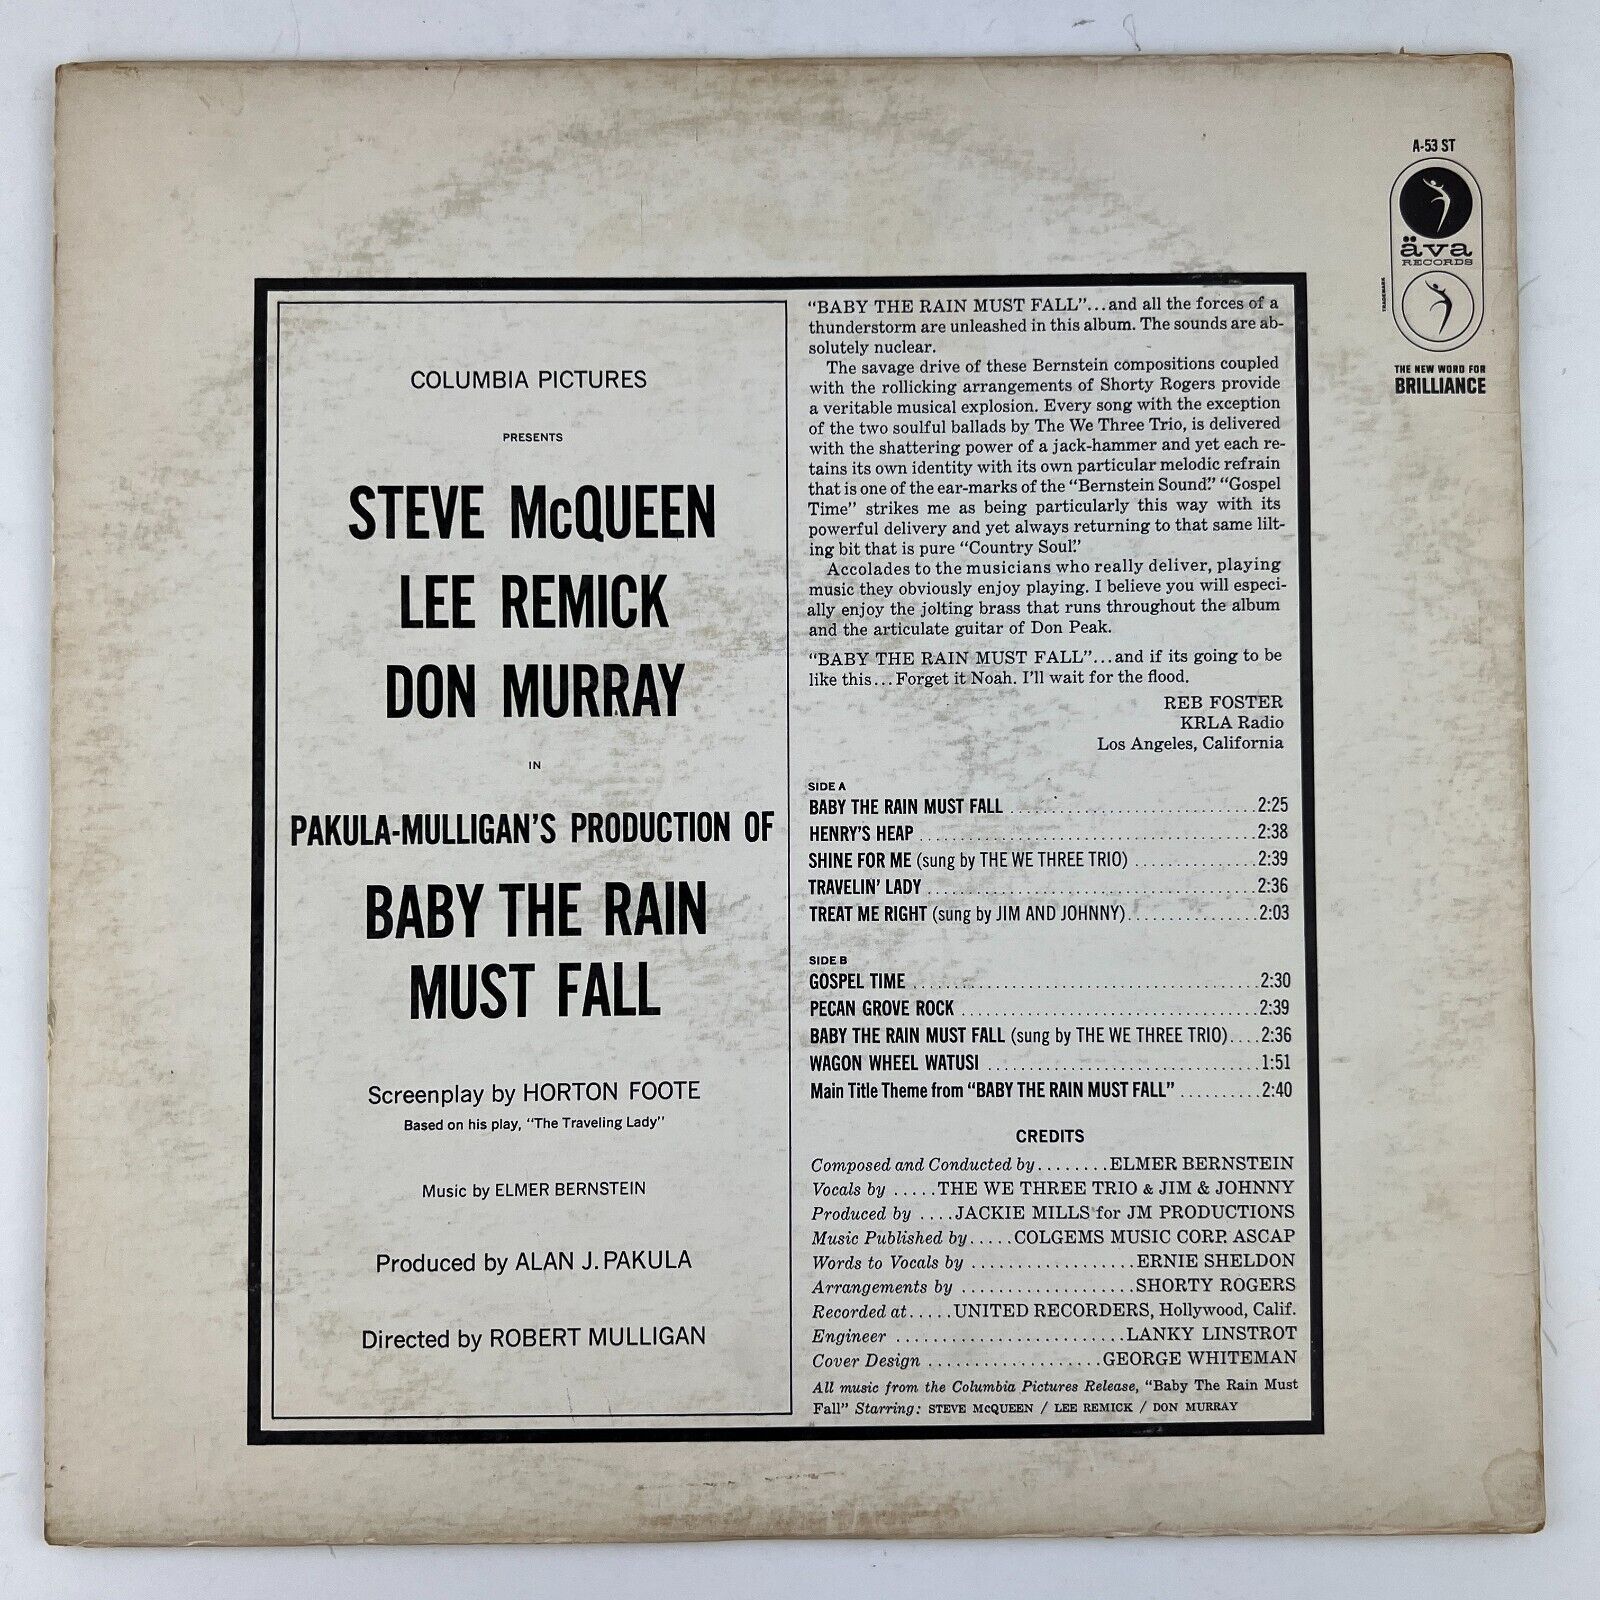 A-53 ST
äva
RECORDS
TRADEMARK
THE NEW WORD FOR
BRILLIANCE
COLUMBIA PICTURES
PRESENTS
STEVE McQUEEN
LEE REMICK
DON MURRAY
IN
PAKULA-MULLIGAN'S PRODUCTION OF
BABY THE RAIN
MUST FALL
Screenplay by HORTON FOOTE
Based on his play, "The Traveling Lady"
Music by ELMER BERNSTEIN
Produced by ALAN J. PAKULA
Directed by ROBERT MULLIGAN
"BABY THE RAIN MUST FALL"...and all the forces of a
thunderstorm are unleashed in this album. The sounds are ab-
solutely nuclear.
The savage drive of these Bernstein compositions coupled
with the rollicking arrangements of Shorty Rogers provide
a veritable musical explosion. Every song with the exception
of the two soulful ballads by The We Three Trio, is delivered
with the shattering power of a jack-hammer and yet each re-
tains its own identity with its own particular melodic refrain
that is one of the ear-marks of the "Bernstein Sound." "Gospel
Time" strikes me as being particularly this way with its
powerful delivery and yet always returning to that same lilt-
ing bit that is pure "Country Soul."
Accolades to the musicians who really deliver, playing
music they obviously enjoy playing. I believe you will especi-
ally enjoy the jolting brass that runs throughout the album
and the articulate guitar of Don Peak.
"BABY THE RAIN MUST FALL"...and if its going to be
like this...Forget it Noah. I'll wait for the flood.
REB FOSTER
KRLA Radio
Los Angeles, California
SIDE A
BABY THE RAIN MUST FALL ........ 2:25
HENRY'S HEAP ........ 2:38
SHINE FOR ME (sung by THE WE THREE TRIO) ........ 2:39
TRAVELIN' LADY ........ 2:36
TREAT ME RIGHT (sung by JIM AND JOHNNY) ........ 2:03
SIDE B
GOSPEL TIME ........ 2:30
PECAN GROVE ROCK ........ 2:39
BABY THE RAIN MUST FALL (sung by THE WE THREE TRIO)....2:36
WAGON WHEEL WATUSI ........ 1:51
Main Title Theme from "BABY THE RAIN MUST FALL" ..........2:40
CREDITS
Composed and Conducted by........ELMER BERNSTEIN
Vocals by .....THE WE THREE TRIO & JIM & JOHNNY
Produced by ....JACKIE MILLS for JM PRODUCTIONS
Music Published by.....COLGEMS MUSIC CORP. ASCAP
Words to Vocals by ..................ERNIE SHELDON
Arrangements by ....................SHORTY ROGERS
Recorded at.....UNITED RECORDERS, Hollywood, Calif.
Engineer ........................LANKY LINSTROT
Cover Design ...................GEORGE WHITEMAN
All music from the Columbia Pictures Release, "Baby The Rain Must
Fall" Starring: STEVE McQUEEN / LEE REMICK / DON MURRAY